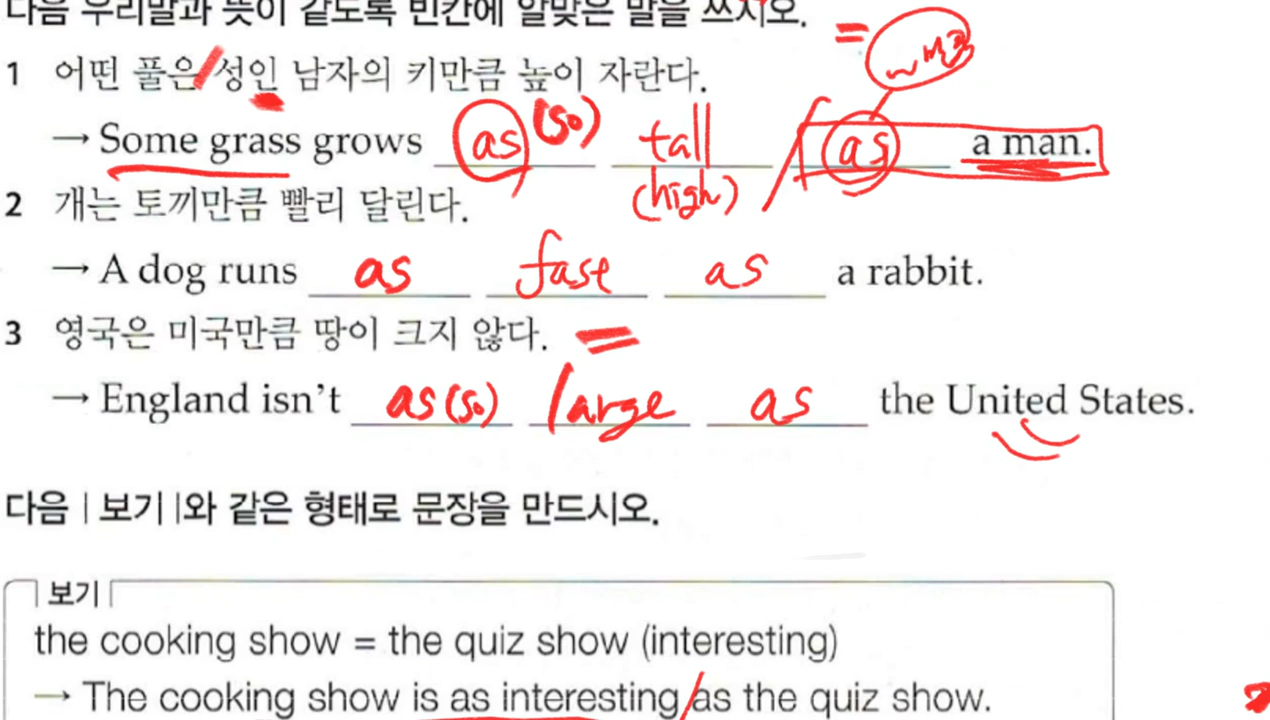 다음 우리말과 뜻이 같도록 빈칸에 알맞은 말을 쓰시오.
= ~만큼
1 어떤 풀은/성인 남자의 키만큼 높이 자란다.
→ Some grass grows as (so) tall / as a man.
(high)
2 개는 토끼만큼 빨리 달린다.
→ A dog runs as fast as a rabbit.
3 영국은 미국만큼 땅이 크지 않다. =
→ England isn't as(so) large as the United States.
다음 | 보기 |와 같은 형태로 문장을 만드시오.
보기
the cooking show = the quiz show (interesting)
→ The cooking show is as interesting/as the quiz show.